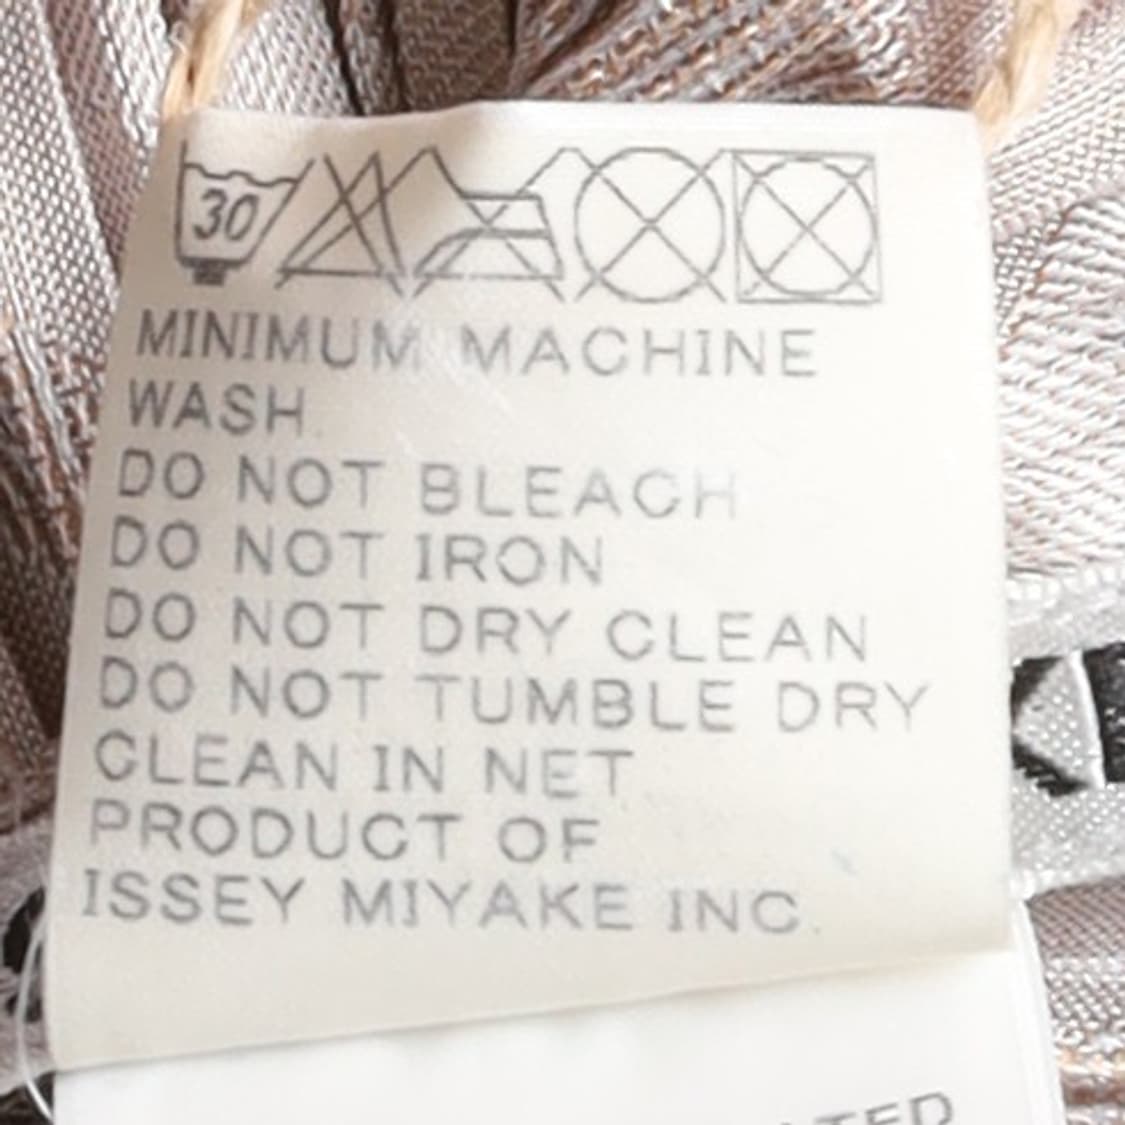 30
MINIMUM MACHINE
WASH
DO NOT BLEACH
DO NOT IRON
DO NOT DRY CLEAN
DO NOT TUMBLE DRY
CLEAN IN NET
PRODUCT OF
ISSEY MIYAKE INC.